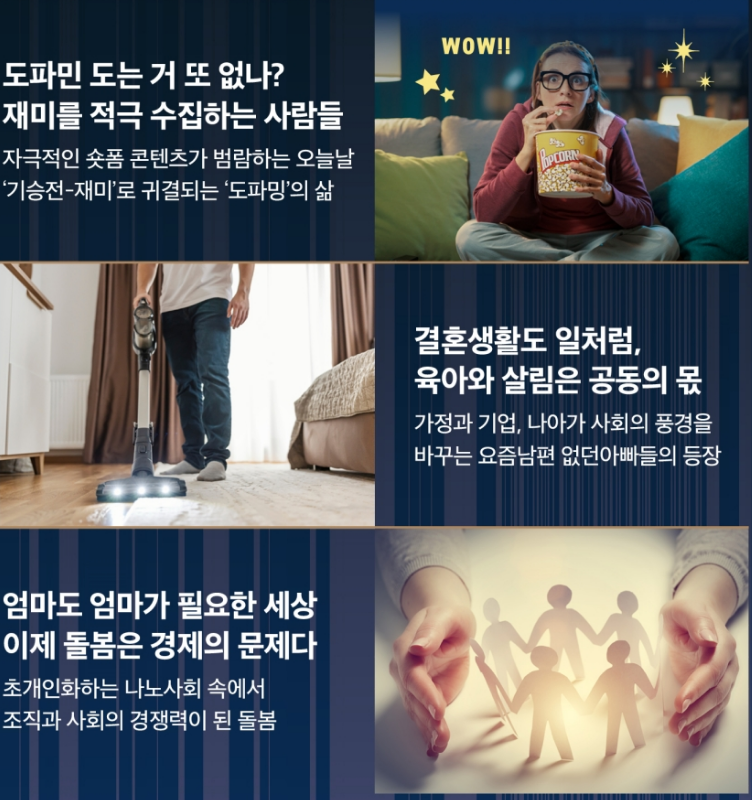 도파민 도는 거 또 없나?
재미를 적극 수집하는 사람들
자극적인 숏폼 콘텐츠가 범람하는 오늘날
‘기승전-재미’로 귀결되는 ‘도파밍’의 삶
WOW!!
POPCORN
결혼생활도 일처럼,
육아와 살림은 공동의 몫
가정과 기업, 나아가 사회의 풍경을
바꾸는 요즘남편 없던아빠들의 등장
엄마도 엄마가 필요한 세상
이제 돌봄은 경제의 문제다
초개인화하는 나노사회 속에서
조직과 사회의 경쟁력이 된 돌봄